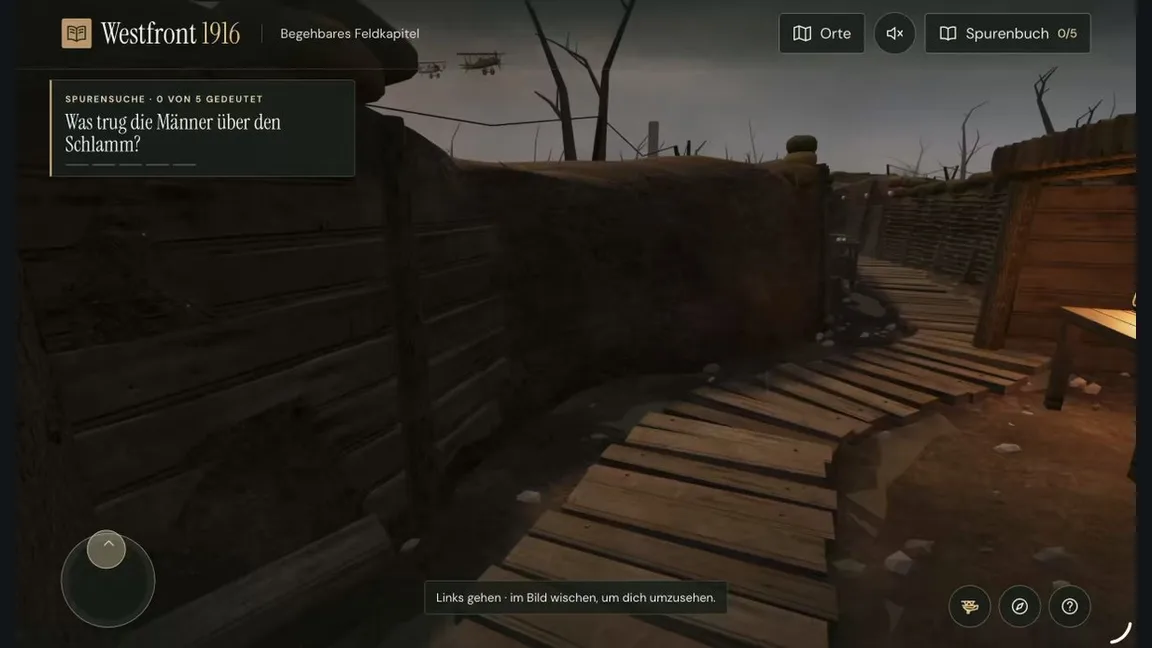 Westfront 1916
Begehbares Feldkapitel
Orte
Spurenbuch 0/5
SPURENSUCHE · 0 VON 5 GEDEUTET
Was trug die Männer über den
Schlamm?
Links gehen · im Bild wischen, um dich umzusehen.